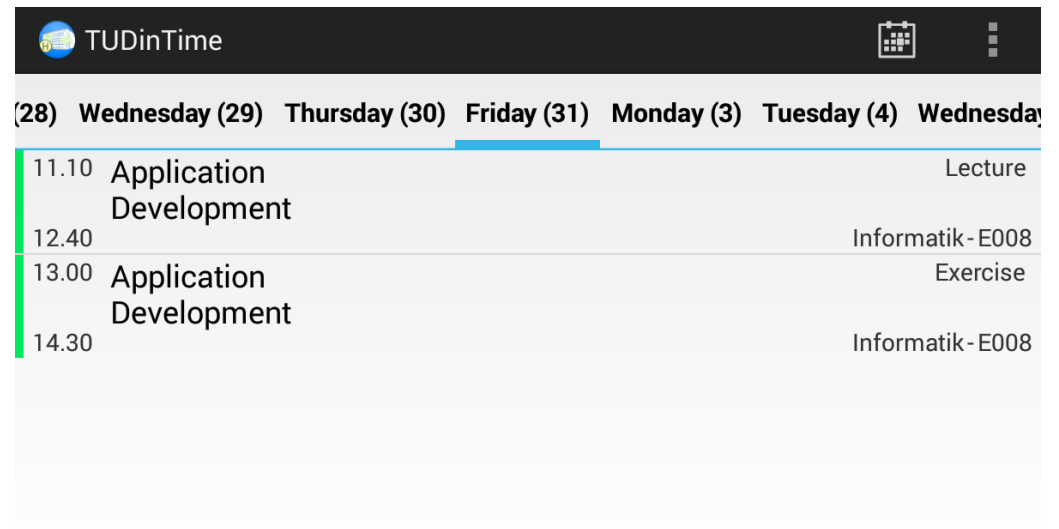 TUDinTime
(28) Wednesday (29) Thursday (30) Friday (31) Monday (3) Tuesday (4) Wednesday
11.10 Application Lecture
Development
12.40 Informatik-E008
13.00 Application Exercise
Development
14.30 Informatik-E008